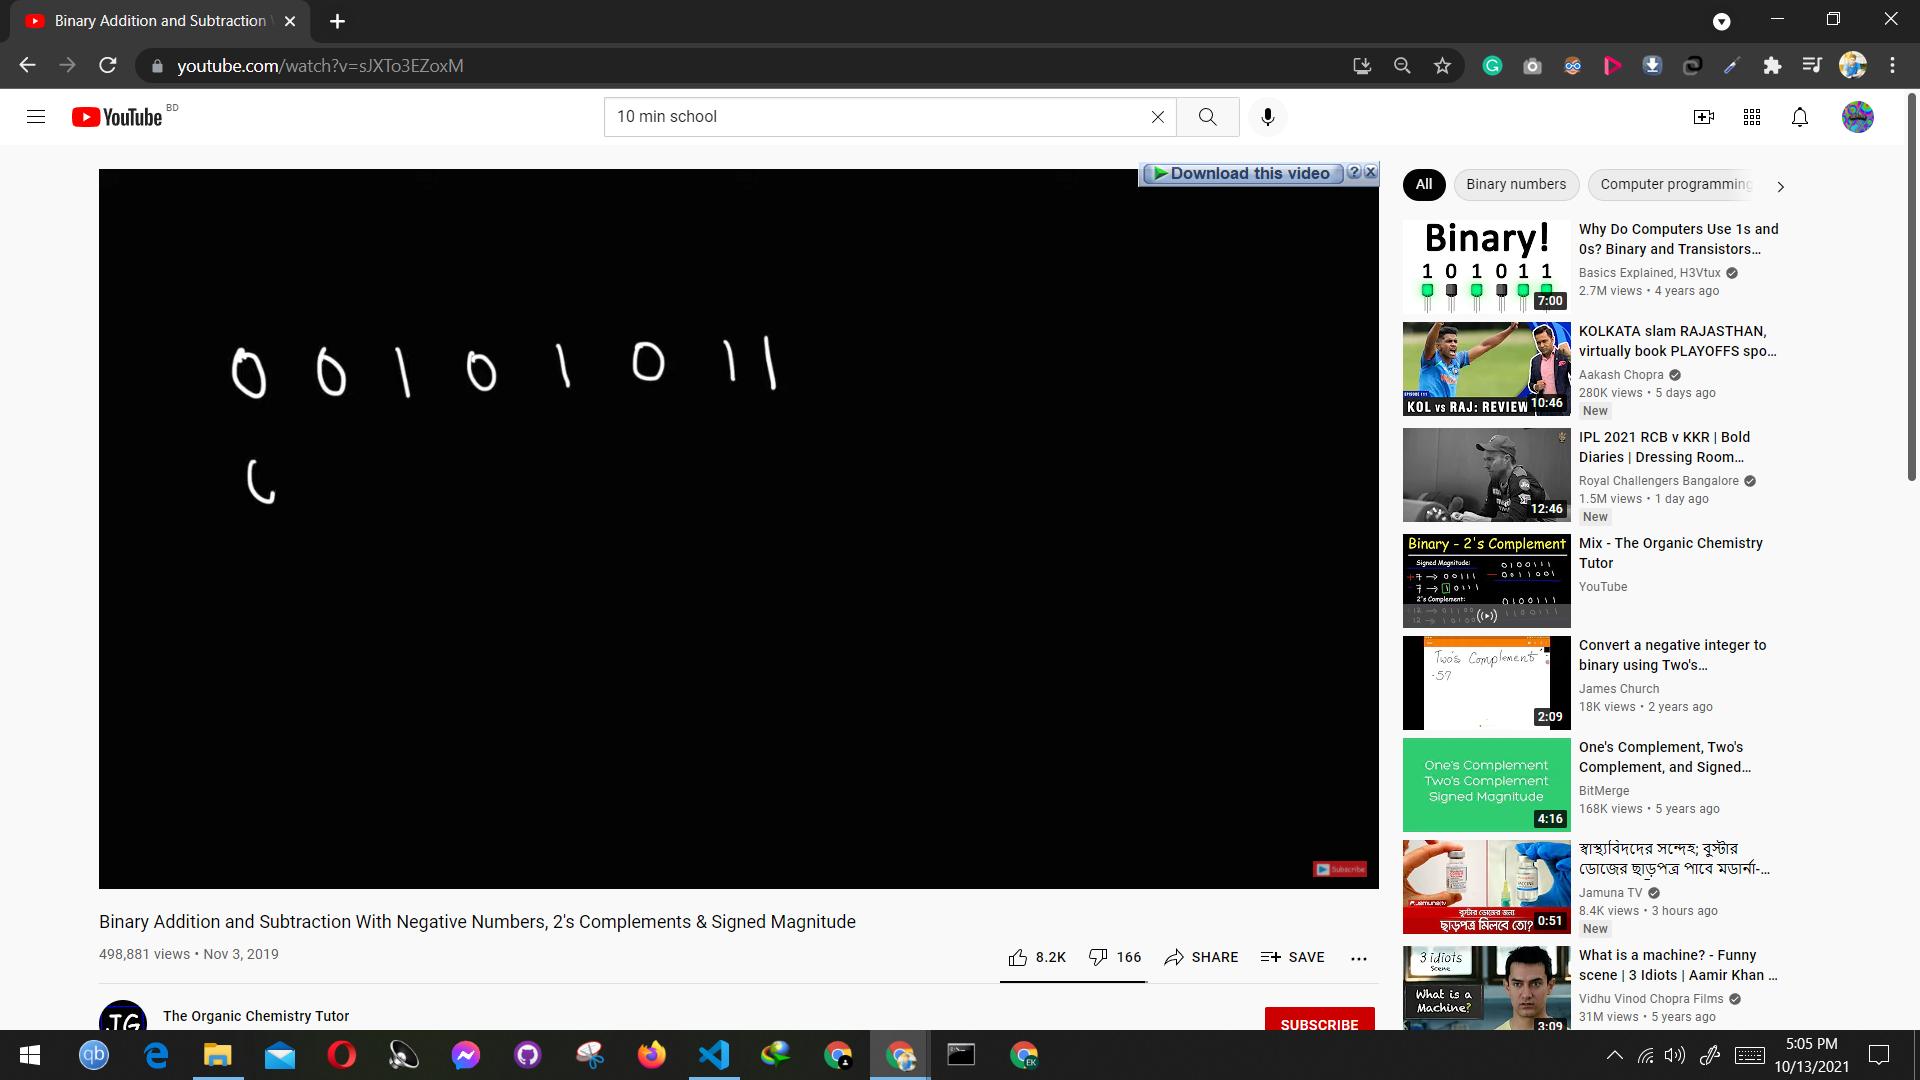 Binary Addition and Subtraction
youtube.com/watch?v=sJXTo3EZoxM
YouTube BD
10 min school
Download this video
0 0 1 0 1 0 1 1
Subscribe
Binary Addition and Subtraction With Negative Numbers, 2's Complements & Signed Magnitude
498,881 views • Nov 3, 2019
8.2K 166 SHARE SAVE
The Organic Chemistry Tutor
SUBSCRIBE
All Binary numbers Computer programming
Binary!
1 0 1 0 1 1
7:00
Why Do Computers Use 1s and
0s? Binary and Transistors...
Basics Explained, H3Vtux
2.7M views • 4 years ago
KOL vs RAJ: REVIEW 10:46
KOLKATA slam RAJASTHAN,
virtually book PLAYOFFS spo...
Aakash Chopra
280K views • 5 days ago
New
12:46
IPL 2021 RCB v KKR | Bold
Diaries | Dressing Room...
Royal Challengers Bangalore
1.5M views • 1 day ago
New
Binary - 2's Complement
Signed Magnitude:
+7 → 00111
2's Complement:
0100111
Mix - The Organic Chemistry
Tutor
YouTube
Two's Complement
-57
2:09
Convert a negative integer to
binary using Two's...
James Church
18K views • 2 years ago
One's Complement
Two's Complement
Signed Magnitude
4:16
One's Complement, Two's
Complement, and Signed...
BitMerge
168K views • 5 years ago
ছাড়পত্র মিলবে তো? 0:51
স্বাস্থ্যবিদদের সন্দেহ; বুস্টার
ডোজের ছাড়পত্র পাবে মডার্না-...
Jamuna TV
8.4K views • 3 hours ago
New
3 idiots
Scene
What is a
Machine?
3:09
What is a machine? - Funny
scene | 3 Idiots | Aamir Khan ...
Vidhu Vinod Chopra Films
31M views • 5 years ago
5:05 PM
10/13/2021